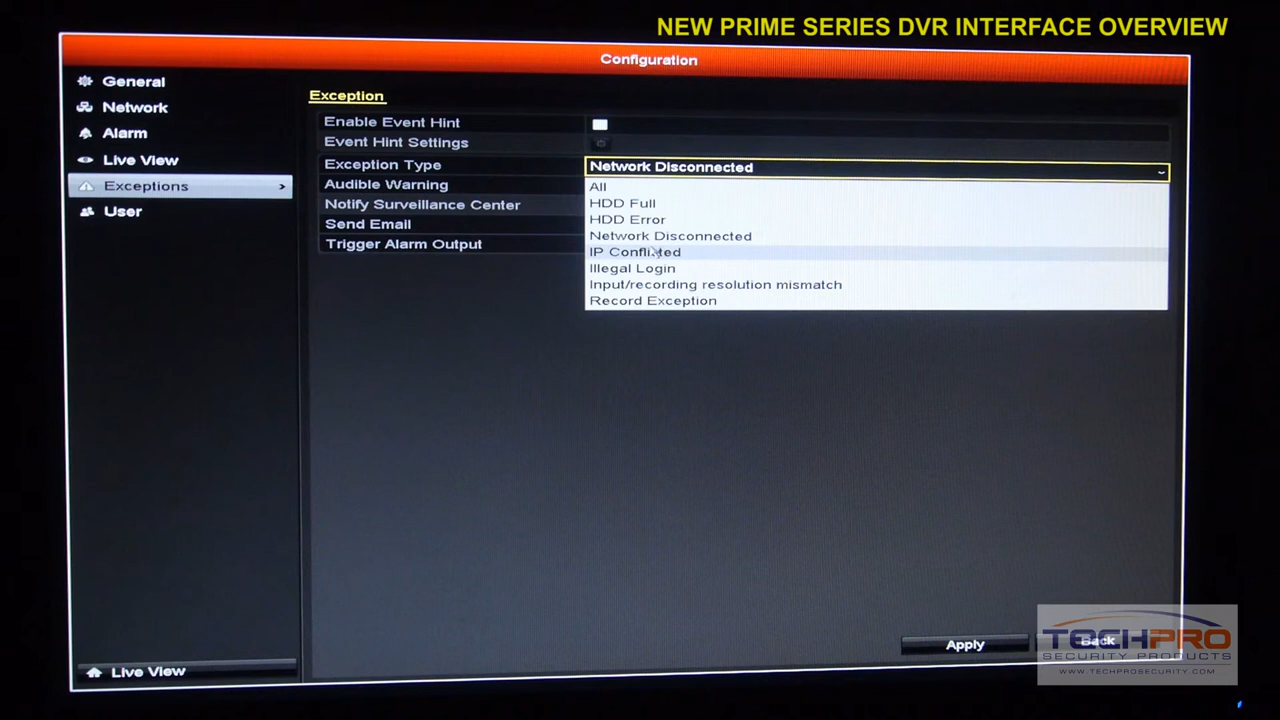 NEW PRIME SERIES DVR INTERFACE OVERVIEW
Configuration
General
Network
Alarm
Live View
Exceptions
User
Exception
Enable Event Hint
Event Hint Settings
Exception Type
Network Disconnected
Audible Warning
Notify Surveillance Center
Send Email
Trigger Alarm Output
All
HDD Full
HDD Error
Network Disconnected
IP Conflicted
Illegal Login
Input/recording resolution mismatch
Record Exception
Apply
Back
Live View
TECHPRO
SECURITY PRODUCTS
WWW.TECHPROSECURITY.COM